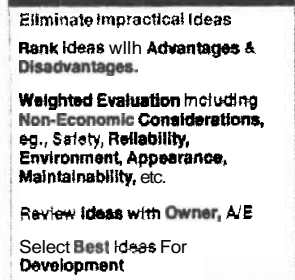 Eliminate Impractical Ideas
Rank Ideas with Advantages &
Disadvantages.
Weighted Evaluation Including
Non-Economic Considerations,
eg., Safety, Reliability,
Environment, Appearance,
Maintainability, etc.
Review Ideas with Owner, A/E
Select Best Ideas For
Development